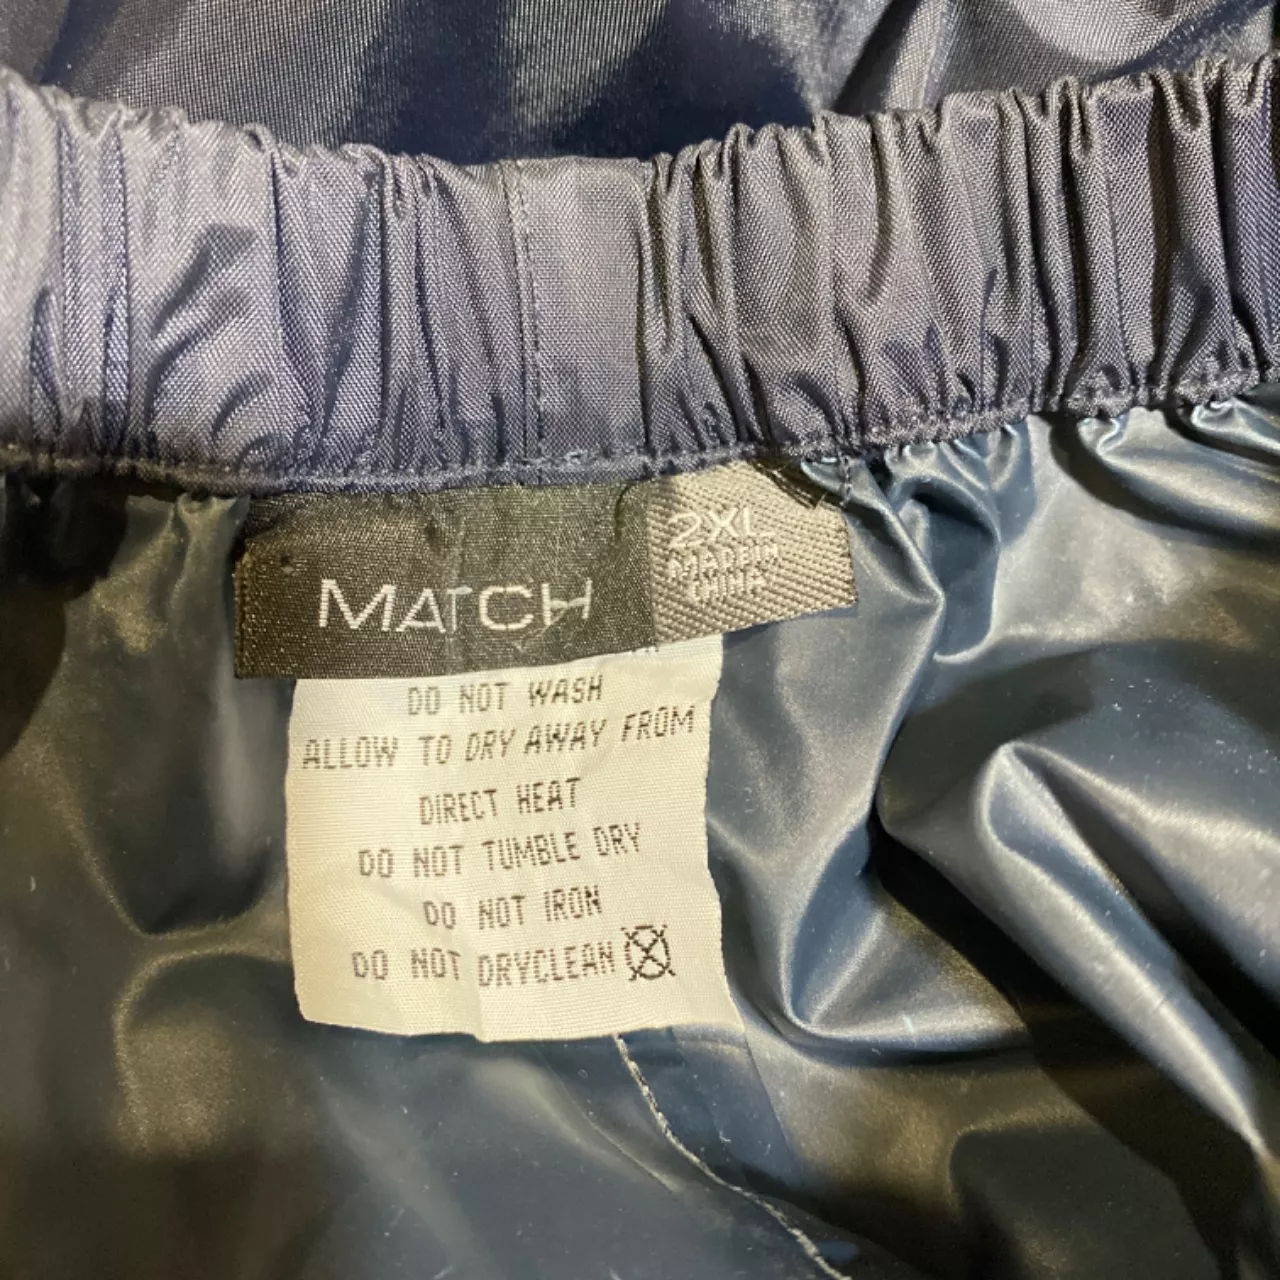 MATCH
2XL
MADE IN
CHINA
DO NOT WASH
ALLOW TO DRY AWAY FROM
DIRECT HEAT
DO NOT TUMBLE DRY
DO NOT IRON
DO NOT DRYCLEAN